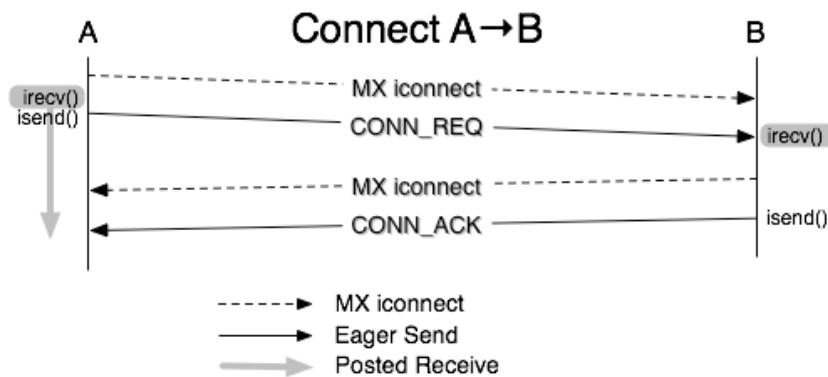 Connect A→B
A
B
MX iconnect
irecv()
isend()
CONN_REQ
irecv()
MX iconnect
CONN_ACK
isend()
MX iconnect
Eager Send
Posted Receive